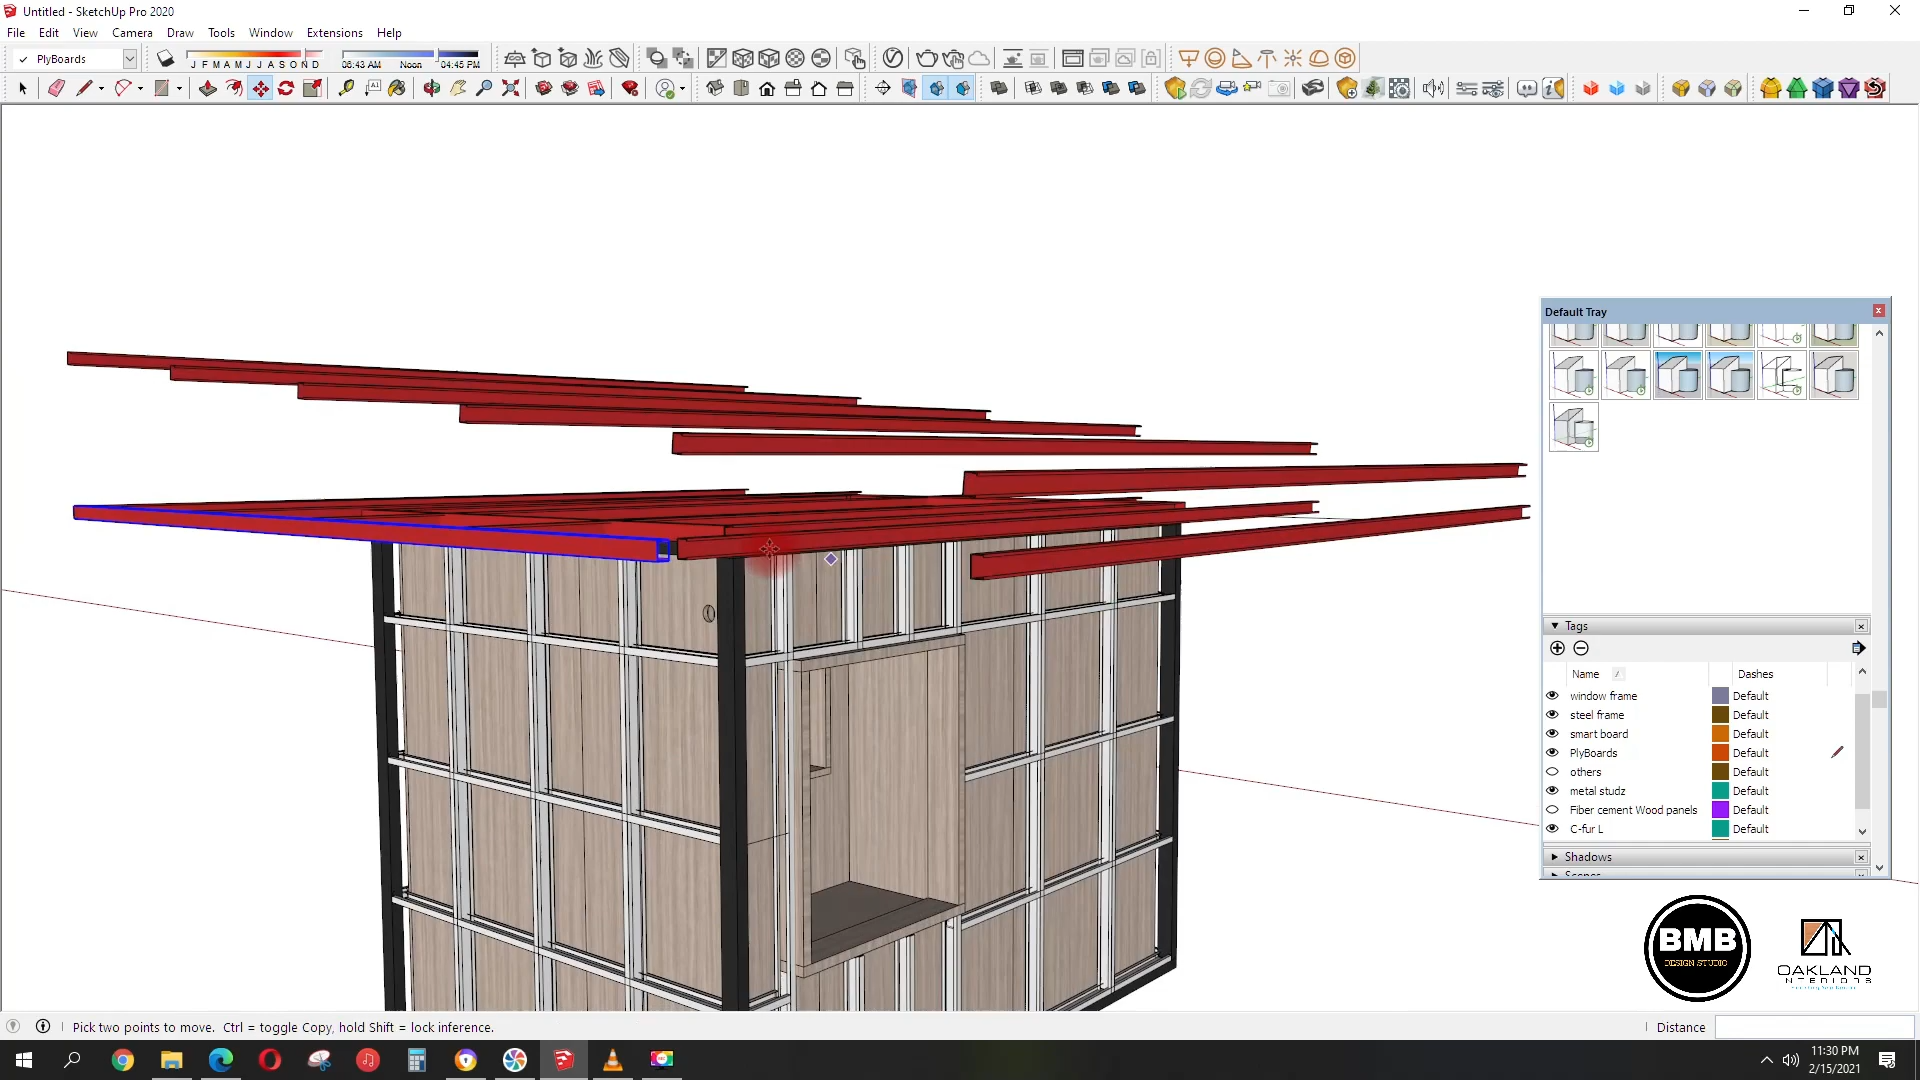 Untitled - SketchUp Pro 2020
File Edit View Camera Draw Tools Window Extensions Help
✓ PlyBoards
J F M A M J J A S O N D
06:43 AM Noon 04:45 PM
Default Tray
Tags
Name Dashes
window frame Default
steel frame Default
smart board Default
PlyBoards Default
others Default
metal studz Default
Fiber cement Wood panels Default
C-fur L Default
Shadows
Scenes
BMB
DESIGN STUDIO
OAKLAND
INTERIORS
Pick two points to move. Ctrl = toggle Copy, hold Shift = lock inference.
Distance
11:30 PM
2/15/2021